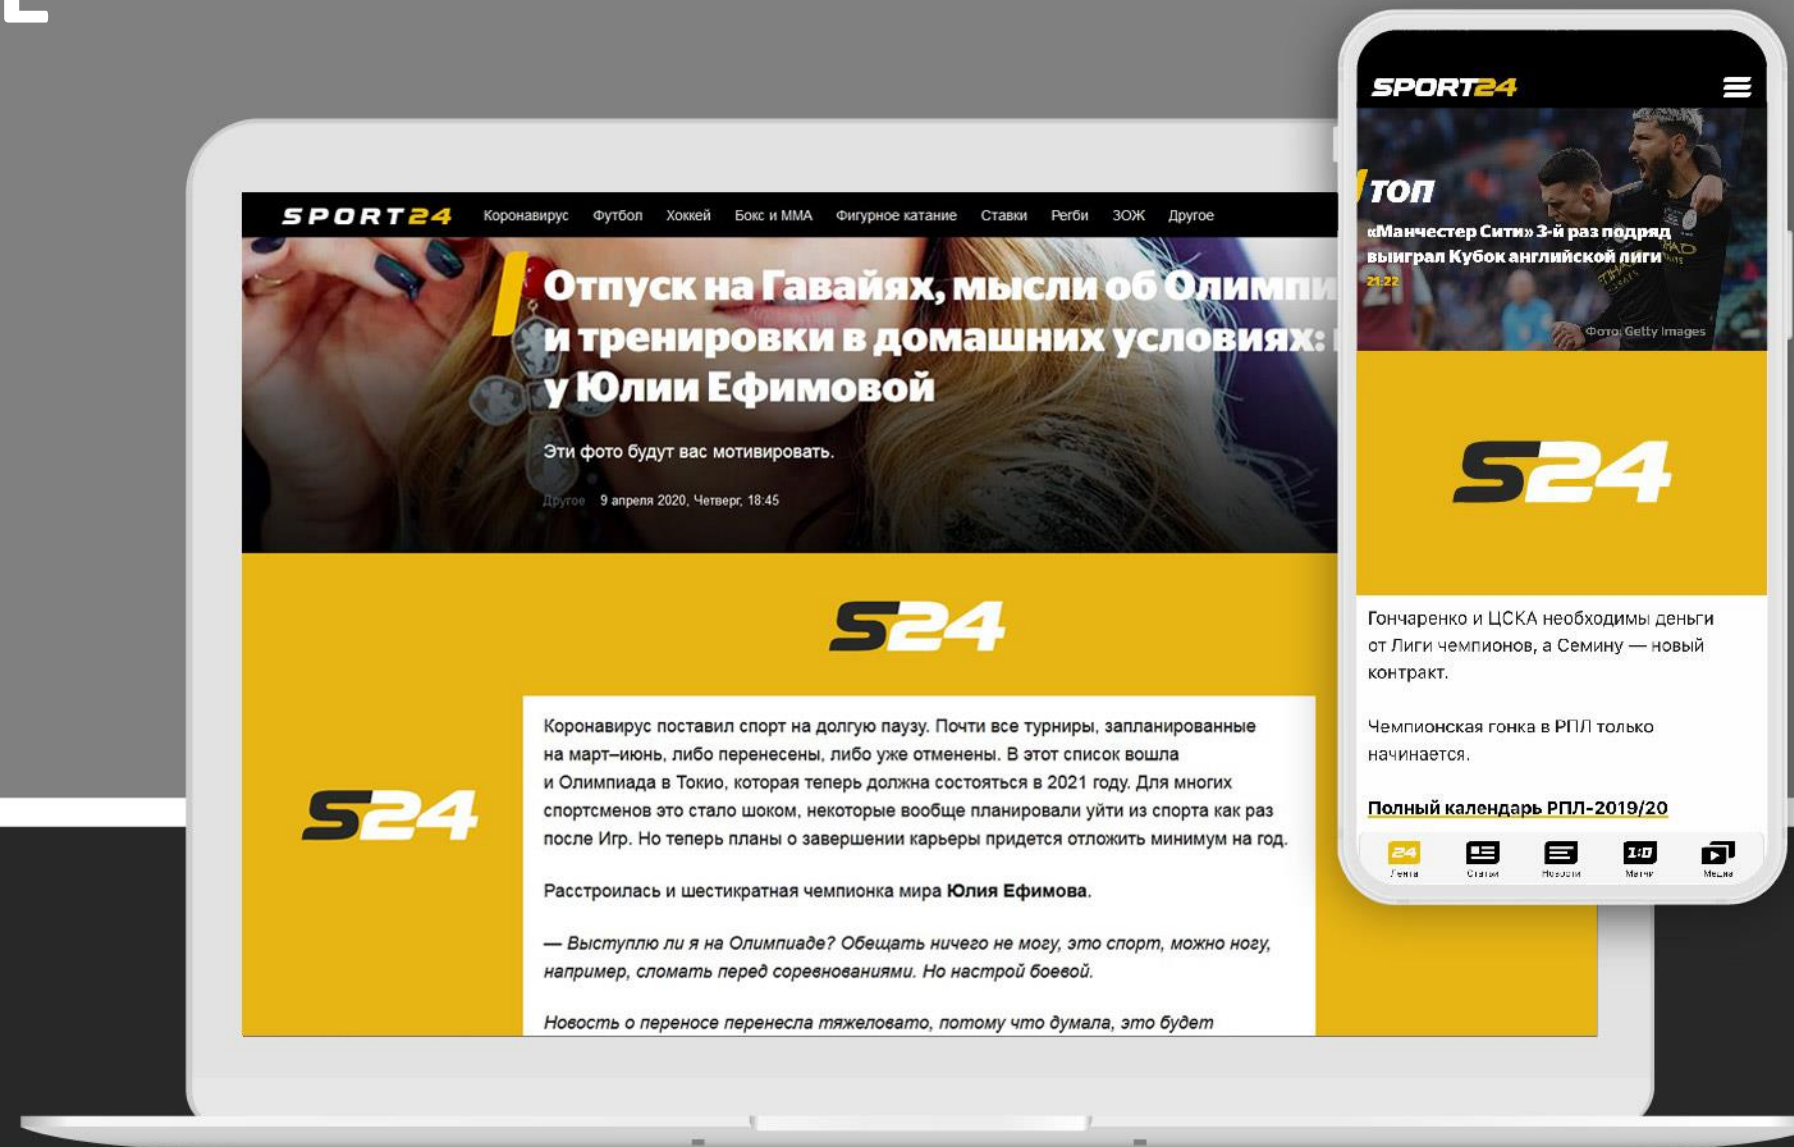 SPORT24
Коронавирус Футбол Хоккей Бокс и ММА Фигурное катание Ставки Регби ЗОЖ Другое
Отпуск на Гавайях, мысли об
и тренировки в домашних условиях:
у Юлии Ефимовой
Эти фото будут вас мотивировать.
Другое 9 апреля 2020, Четверг, 18:45
S24
S24
Коронавирус поставил спорт на долгую паузу. Почти все турниры, запланированные
на март–июнь, либо перенесены, либо уже отменены. В этот список вошла
и Олимпиада в Токио, которая теперь должна состояться в 2021 году. Для многих
спортсменов это стало шоком, некоторые вообще планировали уйти из спорта как раз
после Игр. Но теперь планы о завершении карьеры придется отложить минимум на год.
Расстроилась и шестикратная чемпионка мира Юлия Ефимова.
— Выступлю ли я на Олимпиаде? Обещать ничего не могу, это спорт, можно ногу,
например, сломать перед соревнованиями. Но настрой боевой.
Новость о переносе перенесла тяжеловато, потому что думала, это будет
SPORT24
ТОП
«Манчестер Сити» 3-й раз подряд
выиграл Кубок английской лиги
21:22
Фото: Getty Images
S24
Гончаренко и ЦСКА необходимы деньги
от Лиги чемпионов, а Семину — новый
контракт.
Чемпионская гонка в РПЛ только
начинается.
Полный календарь РПЛ-2019/20
24 1:0
Лента Статьи Новости Матчи Медиа